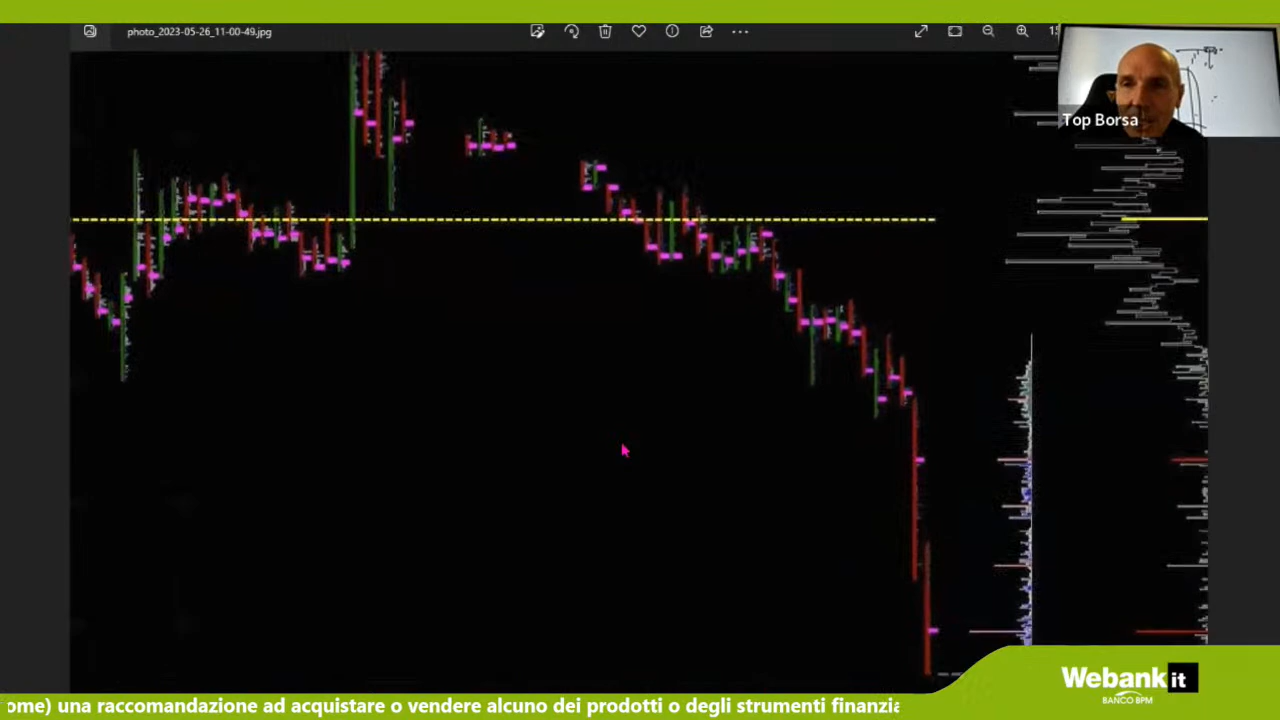 photo_2023-05-26_11-00-49.jpg
Top Borsa
Webank it
BANCO BPM
ome) una raccomandazione ad acquistare o vendere alcuno dei prodotti o degli strumenti finanzia